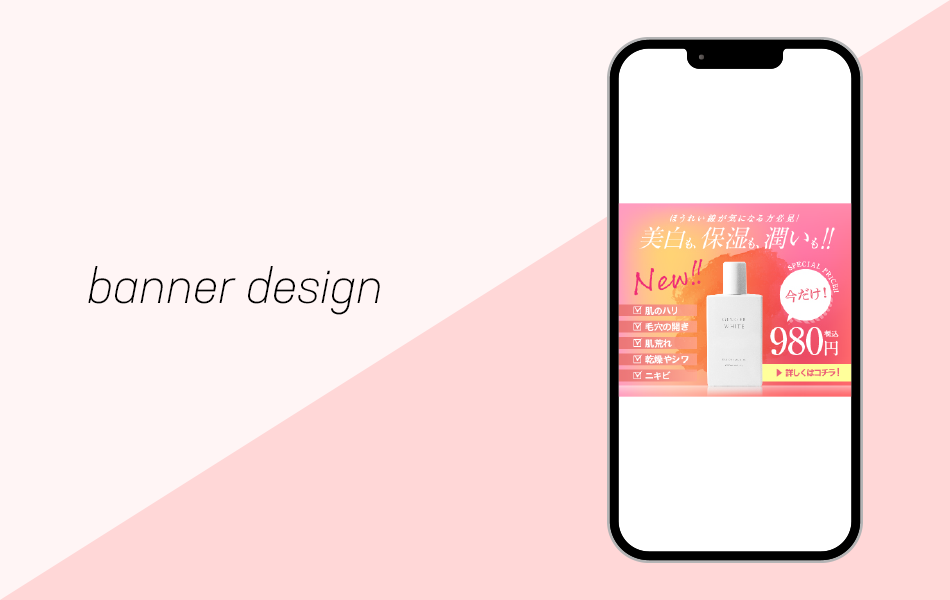 banner design
ほうれい線が気になる方必見!
美白も、保湿も、潤いも!!
New!!
SPECIAL PRICE!!
今だけ!
肌のハリ
毛穴の開き
肌荒れ
乾燥やシワ
ニキビ
WHITE
980円
税込
▶ 詳しくはコチラ!